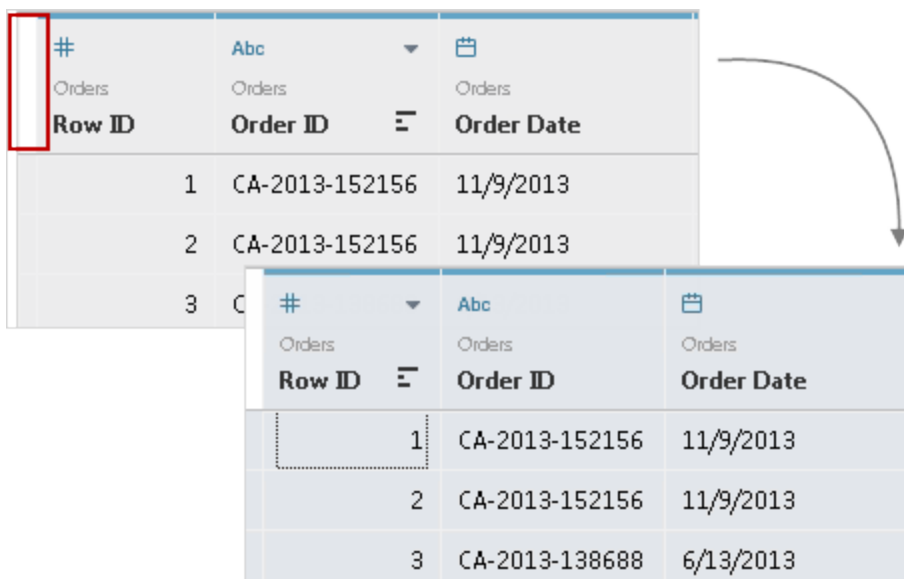 # Abc
Orders Orders Orders
Row ID Order ID Order Date
1 CA-2013-152156 11/9/2013
2 CA-2013-152156 11/9/2013
3 C
# Abc
Orders Orders Orders
Row ID Order ID Order Date
1 CA-2013-152156 11/9/2013
2 CA-2013-152156 11/9/2013
3 CA-2013-138688 6/13/2013